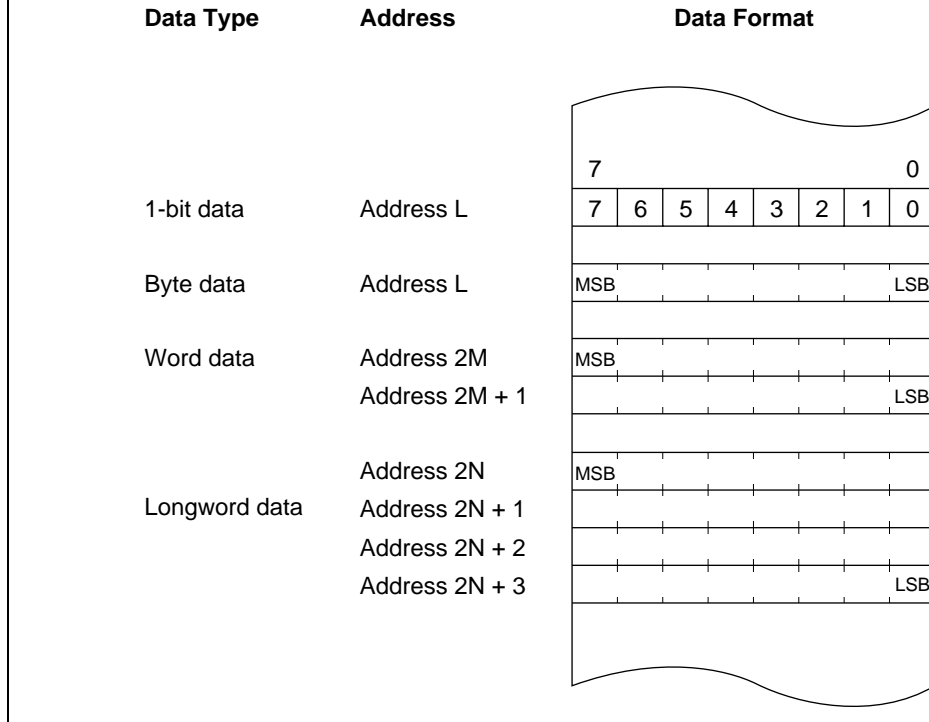 Data Type Address Data Format
7 0
1-bit data Address L 7 6 5 4 3 2 1 0
Byte data Address L MSB LSB
Word data Address 2M MSB
Address 2M + 1 LSB
Address 2N MSB
Longword data Address 2N + 1
Address 2N + 2
Address 2N + 3 LSB